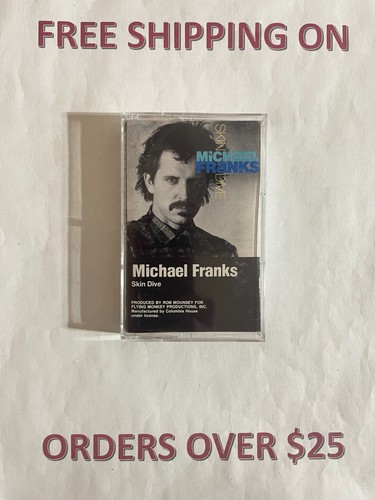 FREE SHIPPING ON
SKIN DIVE
MiCHAEL
FRANKS
Michael Franks
Skin Dive
PRODUCED BY ROB MOUNSEY FOR
FLYING MONKEY PRODUCTIONS, INC.
Manufactured by Columbia House
under license.
ORDERS OVER $25